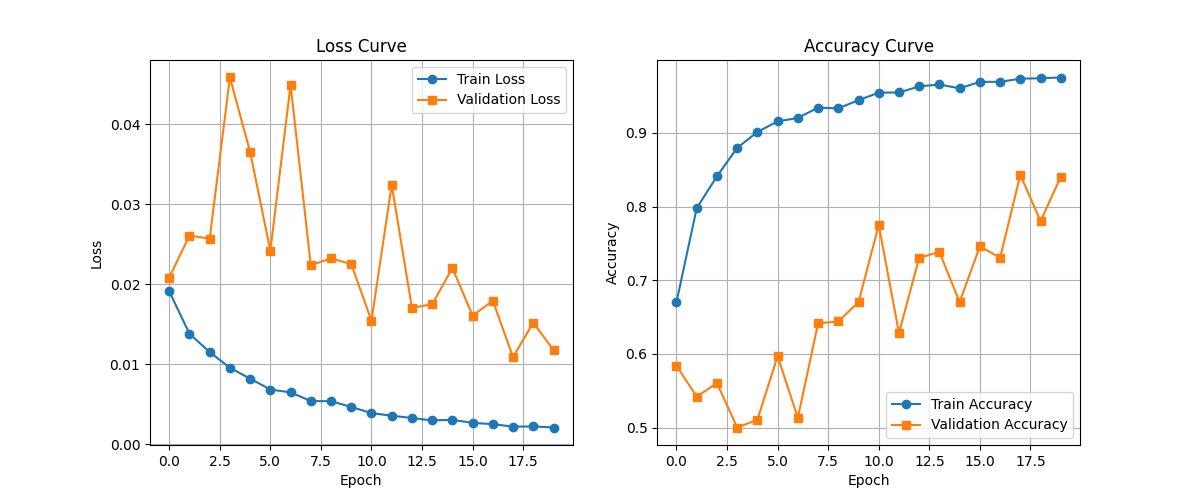 Loss Curve
Train Loss
Validation Loss
Loss
0.04
0.03
0.02
0.01
0.00
0.0 2.5 5.0 7.5 10.0 12.5 15.0 17.5
Epoch
Accuracy Curve
Accuracy
0.9
0.8
0.7
0.6
0.5
Train Accuracy
Validation Accuracy
0.0 2.5 5.0 7.5 10.0 12.5 15.0 17.5
Epoch